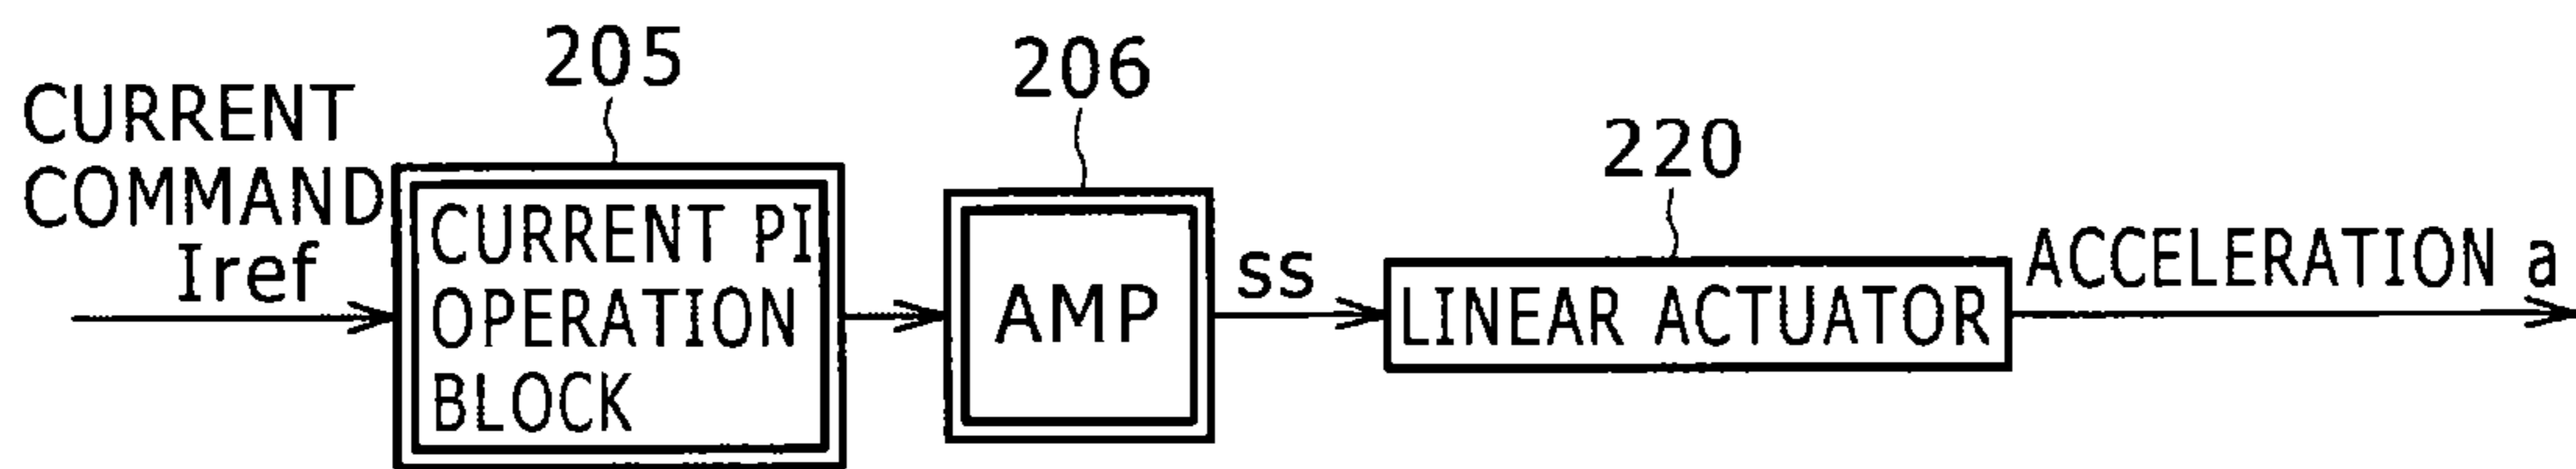 205
206
220
CURRENT
COMMAND
Iref
CURRENT PI
OPERATION
BLOCK
AMP
SS
LINEAR ACTUATOR
ACCELERATION a